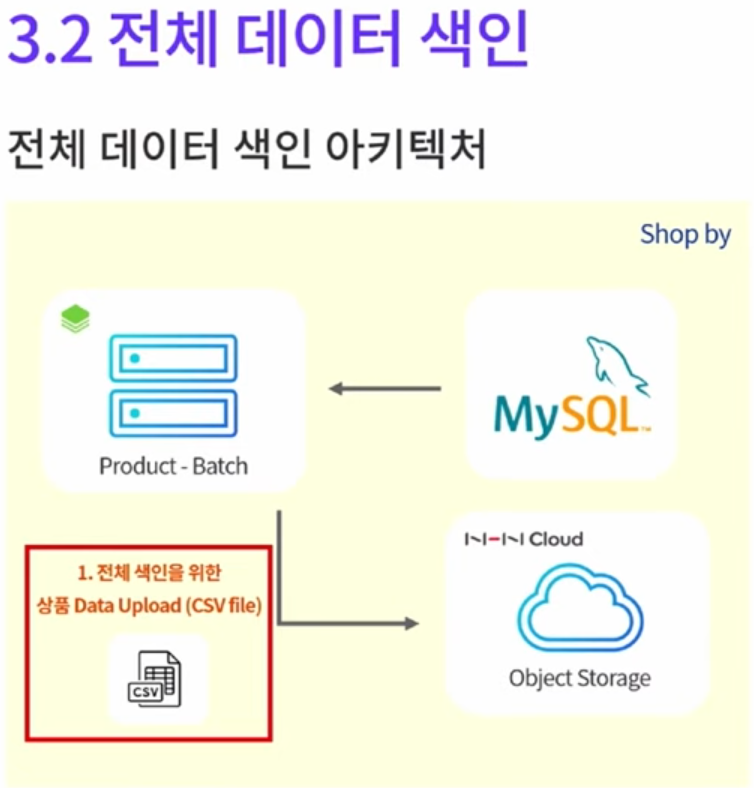 3.2 전체 데이터 색인
전체 데이터 색인 아키텍처
Shop by
MySQL™
Product - Batch
NHN Cloud
1. 전체 색인을 위한
상품 Data Upload (CSV file)
CSV
Object Storage